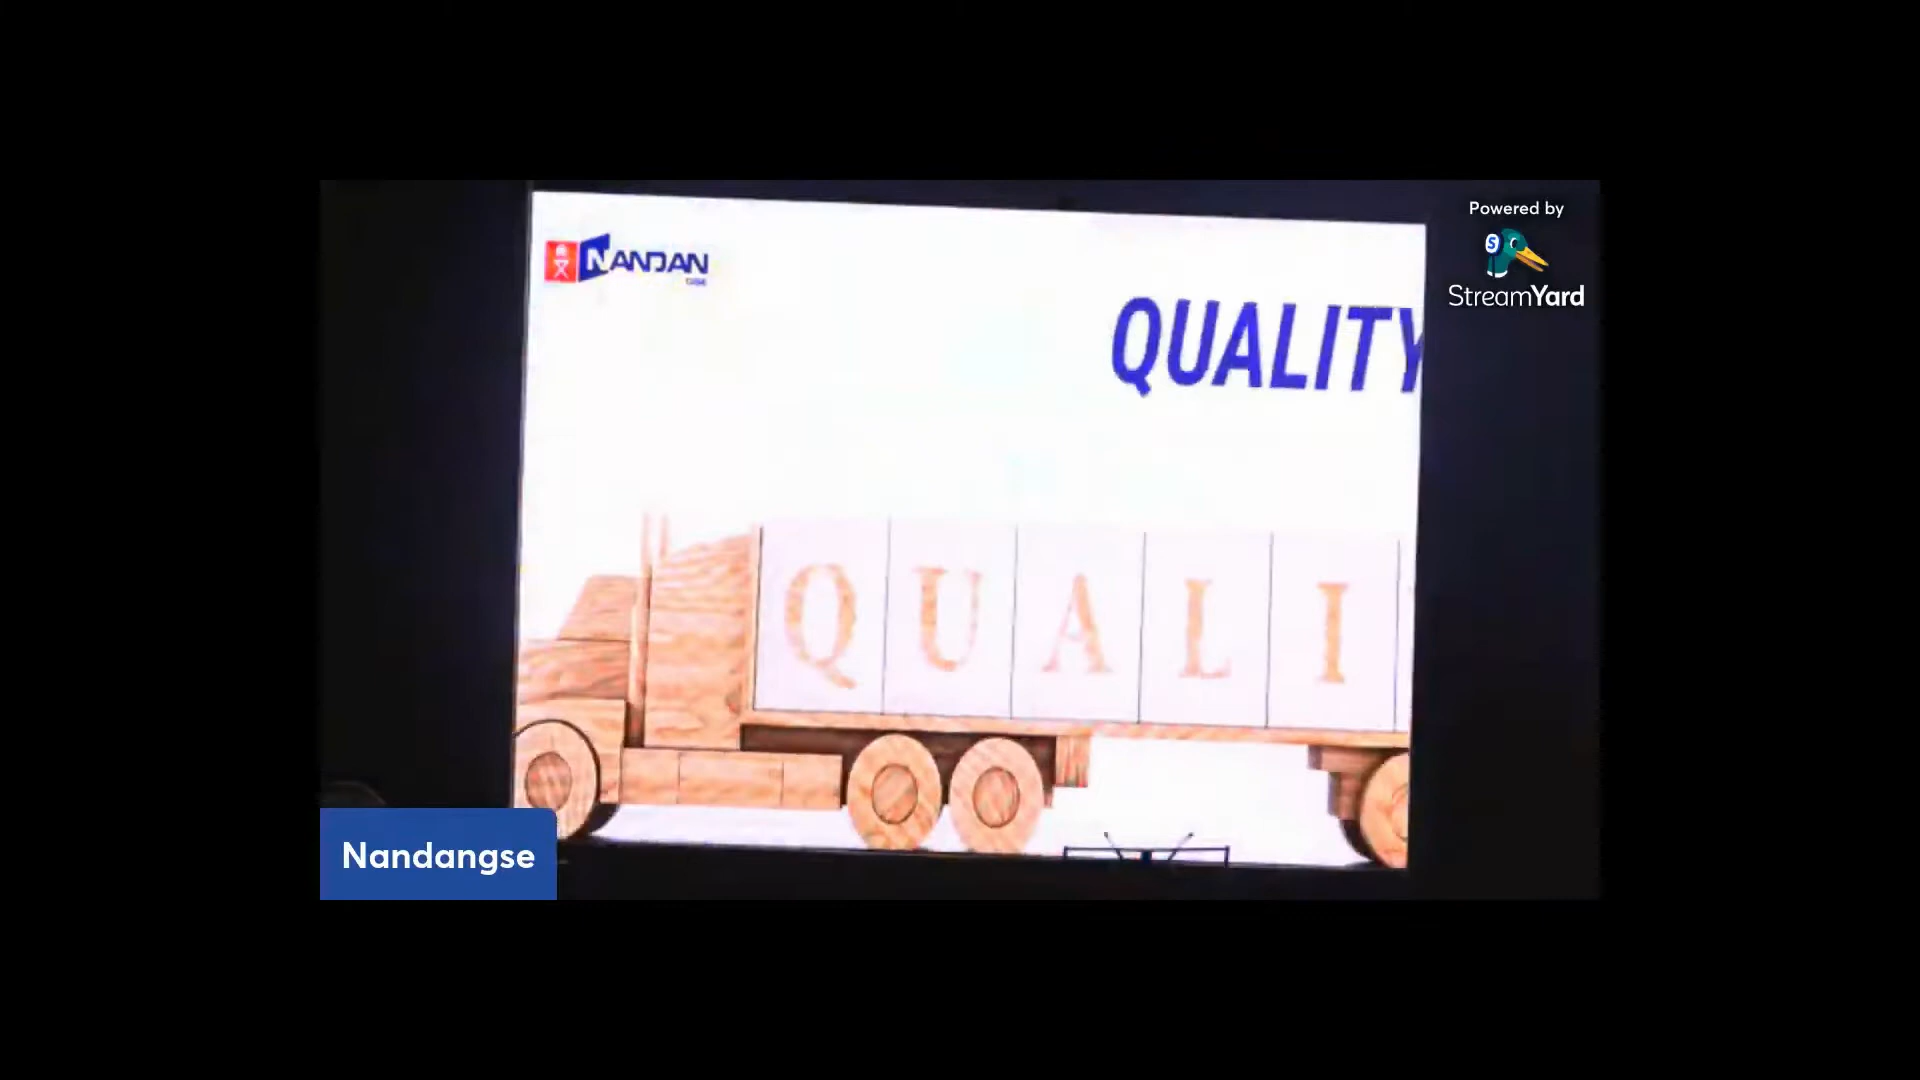 Powered by
StreamYard
NANDAN
QUALITY
Q U A L I
Nandangse